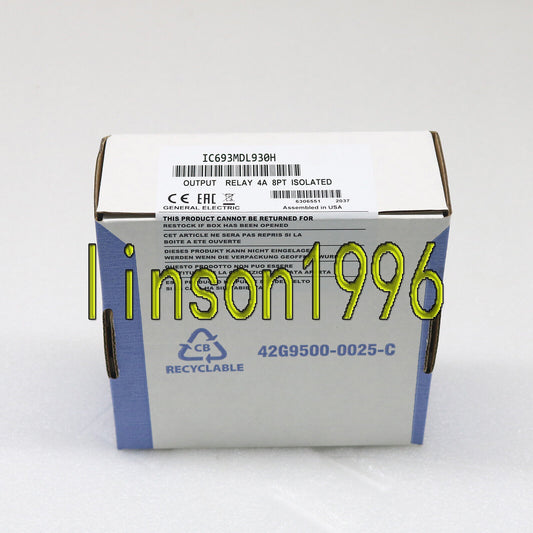 IC693MDL930H
OUTPUT RELAY 4A 8PT ISOLATED
CE EAC
6306551 2037
GENERAL ELECTRIC Assembled in USA
THIS PRODUCT CANNOT BE RETURNED FOR
RESTOCK IF BOX HAS BEEN OPENED
CET ARTICLE NE SERA PAS REPRIS SI LA
BOITE A ETE OUVERTE
DIESES PRODUKT KANN NICHT EINGELAGE
WERDEN WENN DIE VERPACKUNG GEOFFN WURDE
QUESTO PRODOTTO NON PUO ESSERE
linson1996
CB
RECYCLABLE
42G9500-0025-C